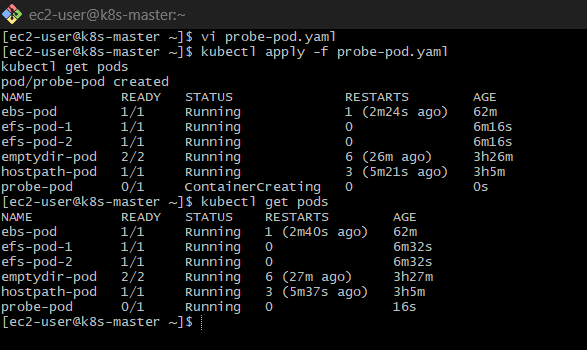 ec2-user@k8s-master:~
[ec2-user@k8s-master ~]$ vi probe-pod.yaml
[ec2-user@k8s-master ~]$ kubectl apply -f probe-pod.yaml
kubectl get pods
pod/probe-pod created
NAME READY STATUS RESTARTS AGE
ebs-pod 1/1 Running 1 (2m24s ago) 62m
efs-pod-1 1/1 Running 0 6m16s
efs-pod-2 1/1 Running 0 6m16s
emptydir-pod 2/2 Running 6 (26m ago) 3h26m
hostpath-pod 1/1 Running 3 (5m21s ago) 3h5m
probe-pod 0/1 ContainerCreating 0 0s
[ec2-user@k8s-master ~]$ kubectl get pods
NAME READY STATUS RESTARTS AGE
ebs-pod 1/1 Running 1 (2m40s ago) 62m
efs-pod-1 1/1 Running 0 6m32s
efs-pod-2 1/1 Running 0 6m32s
emptydir-pod 2/2 Running 6 (27m ago) 3h27m
hostpath-pod 1/1 Running 3 (5m37s ago) 3h5m
probe-pod 0/1 Running 0 16s
[ec2-user@k8s-master ~]$